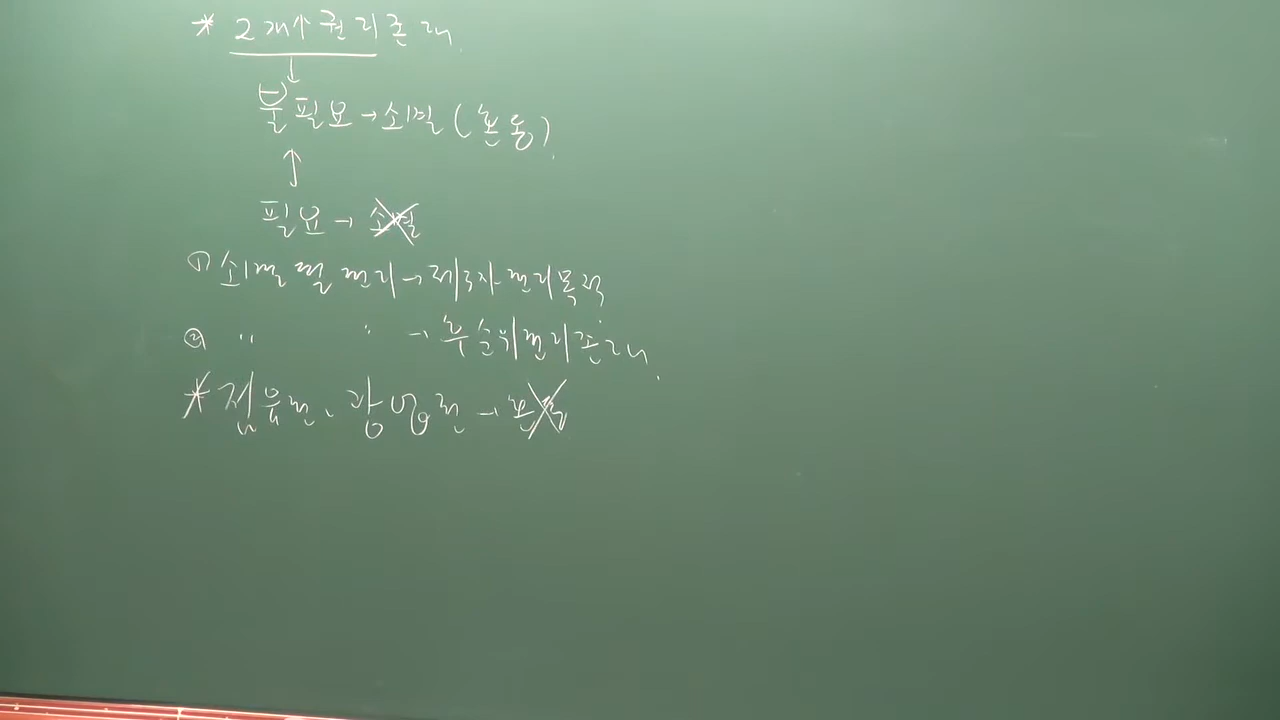 * 2개 권리존재
↓
불필요→소멸(혼동)
↕
필요→소멸
① 소멸될 권리→제3자권리목적
② 〃 〃 → 후순위권리존재
* 점유권, 광업권→혼동